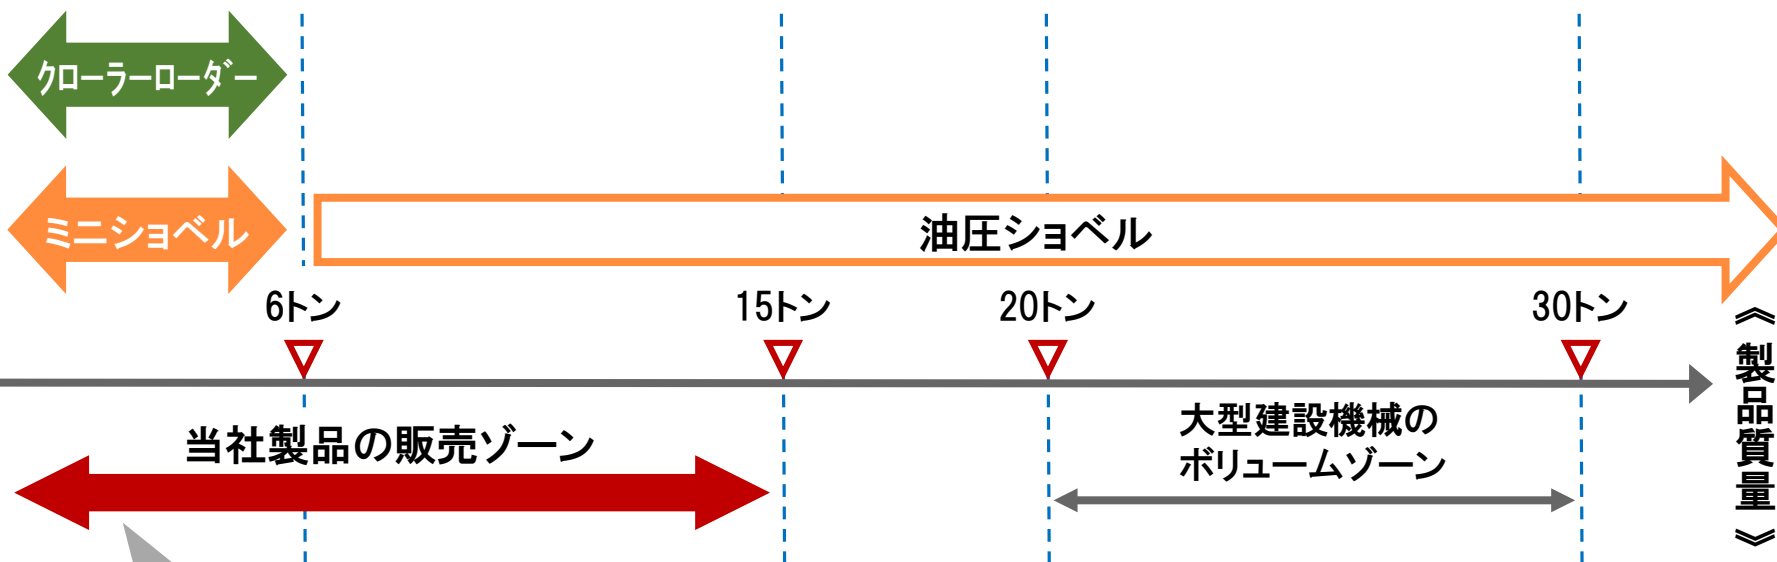 クローラーローダー
ミニショベル
油圧ショベル
6トン
15トン
20トン
30トン
《製品質量》
当社製品の販売ゾーン
大型建設機械の
ボリュームゾーン